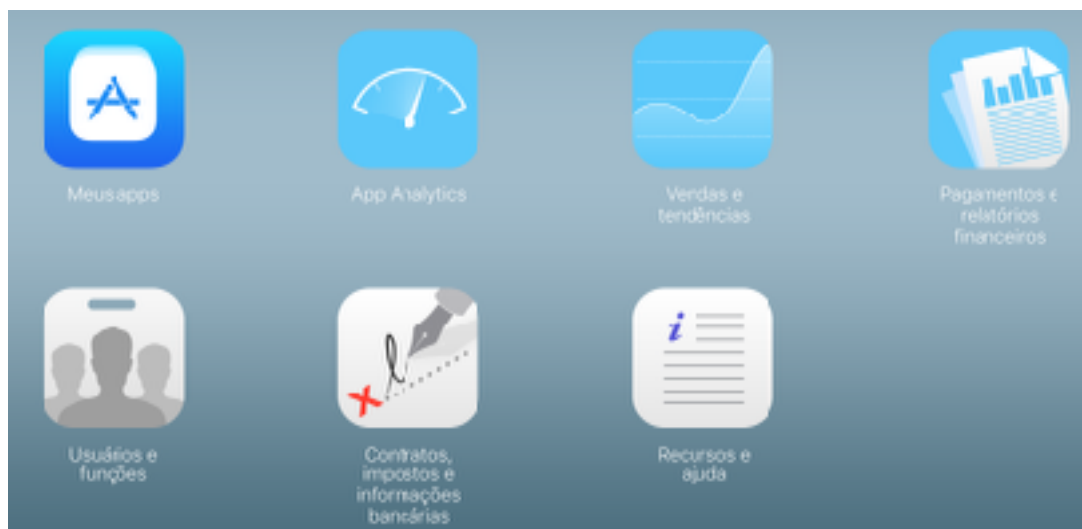 Meus apps
App Analytics
Vendas e
tendências
Pagamentos e
relatórios
financeiros
Usuários e
funções
Contratos,
impostos e
informações
bancárias
i
Recursos e
ajuda